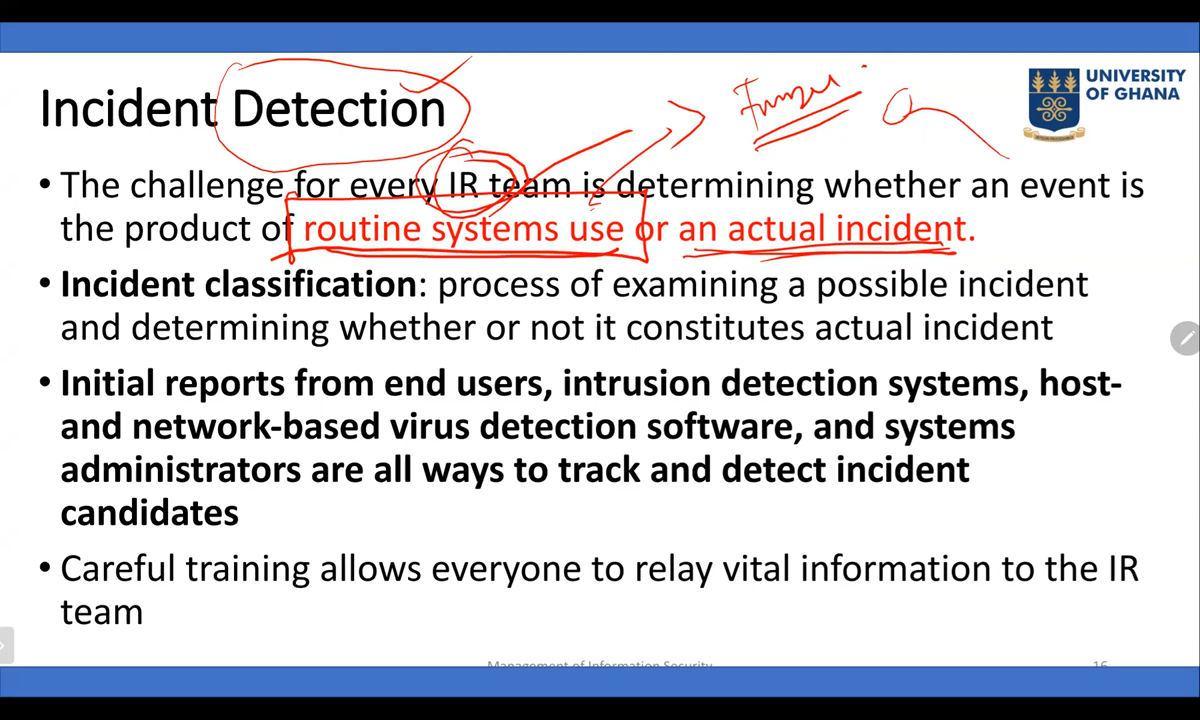 Incident Detection
UNIVERSITY
OF GHANA
• The challenge for every IR team is determining whether an event is
the product of routine systems use or an actual incident.
• Incident classification: process of examining a possible incident
and determining whether or not it constitutes actual incident
• Initial reports from end users, intrusion detection systems, host-
and network-based virus detection software, and systems
administrators are all ways to track and detect incident
candidates
• Careful training allows everyone to relay vital information to the IR
team
Management of Information Security
16